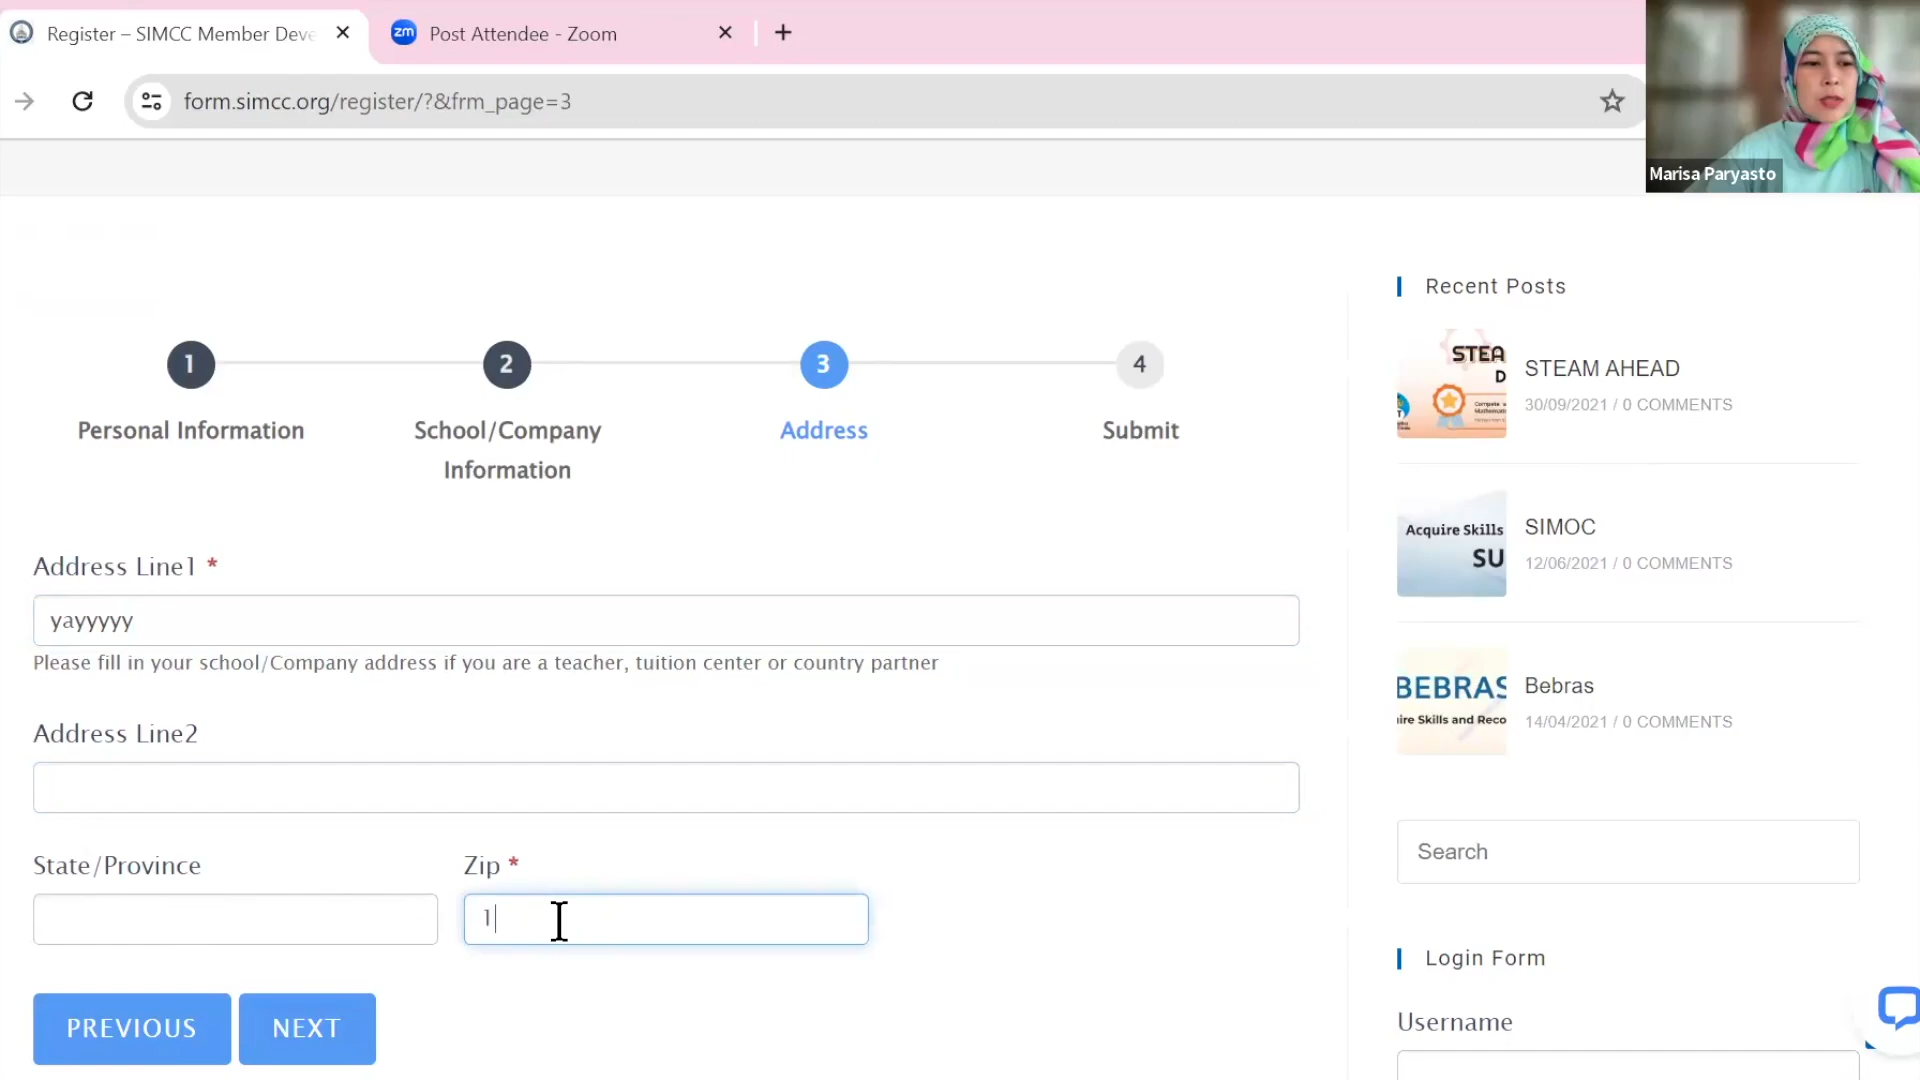 Register – SIMCC Member Deve
zm
Post Attendee - Zoom
form.simcc.org/register/?&frm_page=3
Marisa Paryasto
1
2
3
4
Personal Information
School/Company
Information
Address
Submit
Address Line1 *
yayyyyy
Please fill in your school/Company address if you are a teacher, tuition center or country partner
Address Line2
State/Province
Zip *
1
PREVIOUS
NEXT
Recent Posts
STEA
D
STEAM AHEAD
30/09/2021 / 0 COMMENTS
Acquire Skills
SU
SIMOC
12/06/2021 / 0 COMMENTS
BEBRAS
ire Skills and Reco
Bebras
14/04/2021 / 0 COMMENTS
Search
Login Form
Username